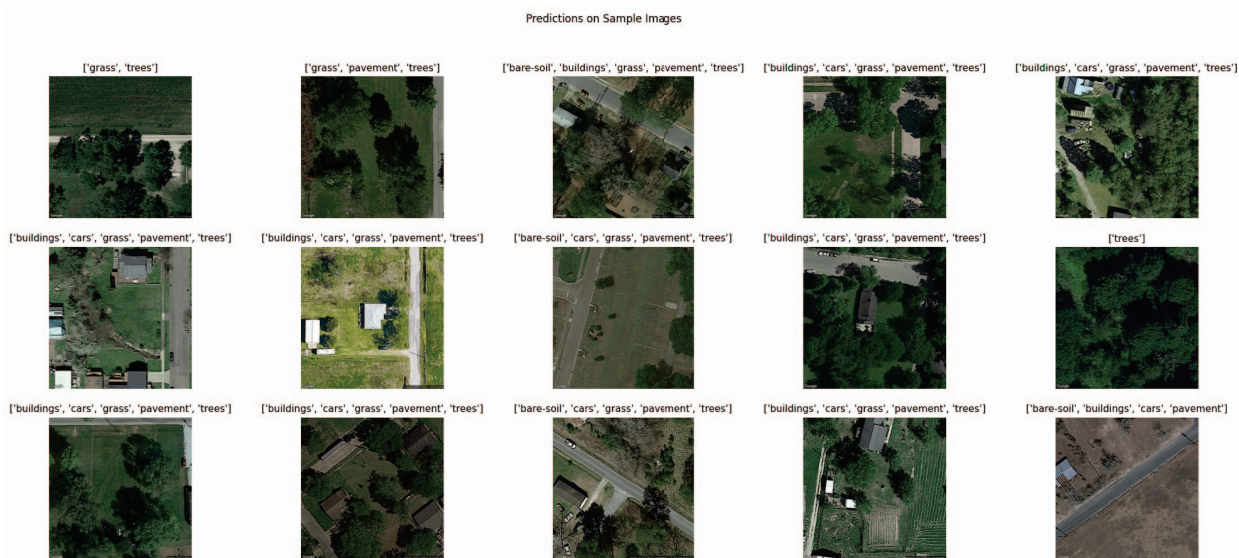 Predictions on Sample Images
['grass', 'trees']
['grass', 'pavement', 'trees']
['bare-soil', 'buildings', 'grass', 'pavement', 'trees']
['buildings', 'cars', 'grass', 'pavement', 'trees']
['buildings', 'cars', 'grass', 'pavement', 'trees']
['buildings', 'cars', 'grass', 'pavement', 'trees']
['buildings', 'cars', 'grass', 'pavement', 'trees']
['bare-soil', 'cars', 'grass', 'pavement', 'trees']
['buildings', 'cars', 'grass', 'pavement', 'trees']
['trees']
['buildings', 'cars', 'grass', 'pavement', 'trees']
['buildings', 'cars', 'grass', 'pavement', 'trees']
['bare-soil', 'cars', 'grass', 'pavement', 'trees']
['buildings', 'cars', 'grass', 'pavement', 'trees']
['bare-soil', 'buildings', 'cars', 'pavement']